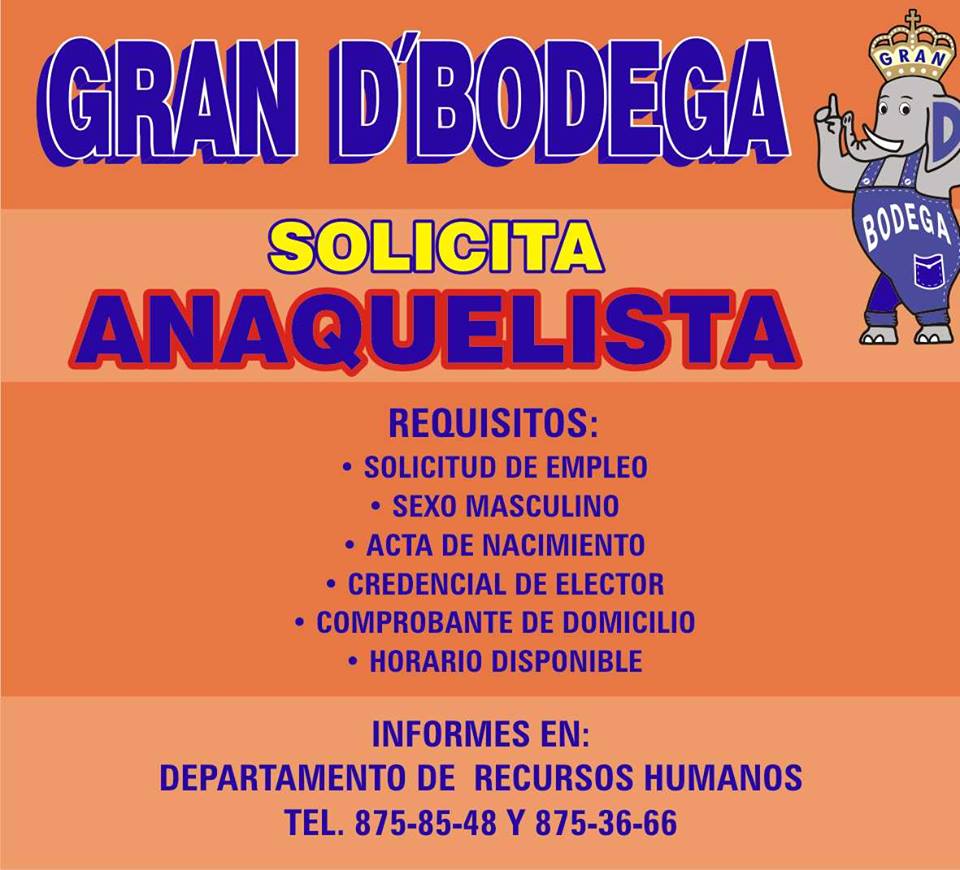 GRAN D'BODEGA
GRAN
D
BODEGA
SOLICITA
ANAQUELISTA
REQUISITOS:
• SOLICITUD DE EMPLEO
• SEXO MASCULINO
• ACTA DE NACIMIENTO
• CREDENCIAL DE ELECTOR
• COMPROBANTE DE DOMICILIO
• HORARIO DISPONIBLE
INFORMES EN:
DEPARTAMENTO DE RECURSOS HUMANOS
TEL. 875-85-48 Y 875-36-66